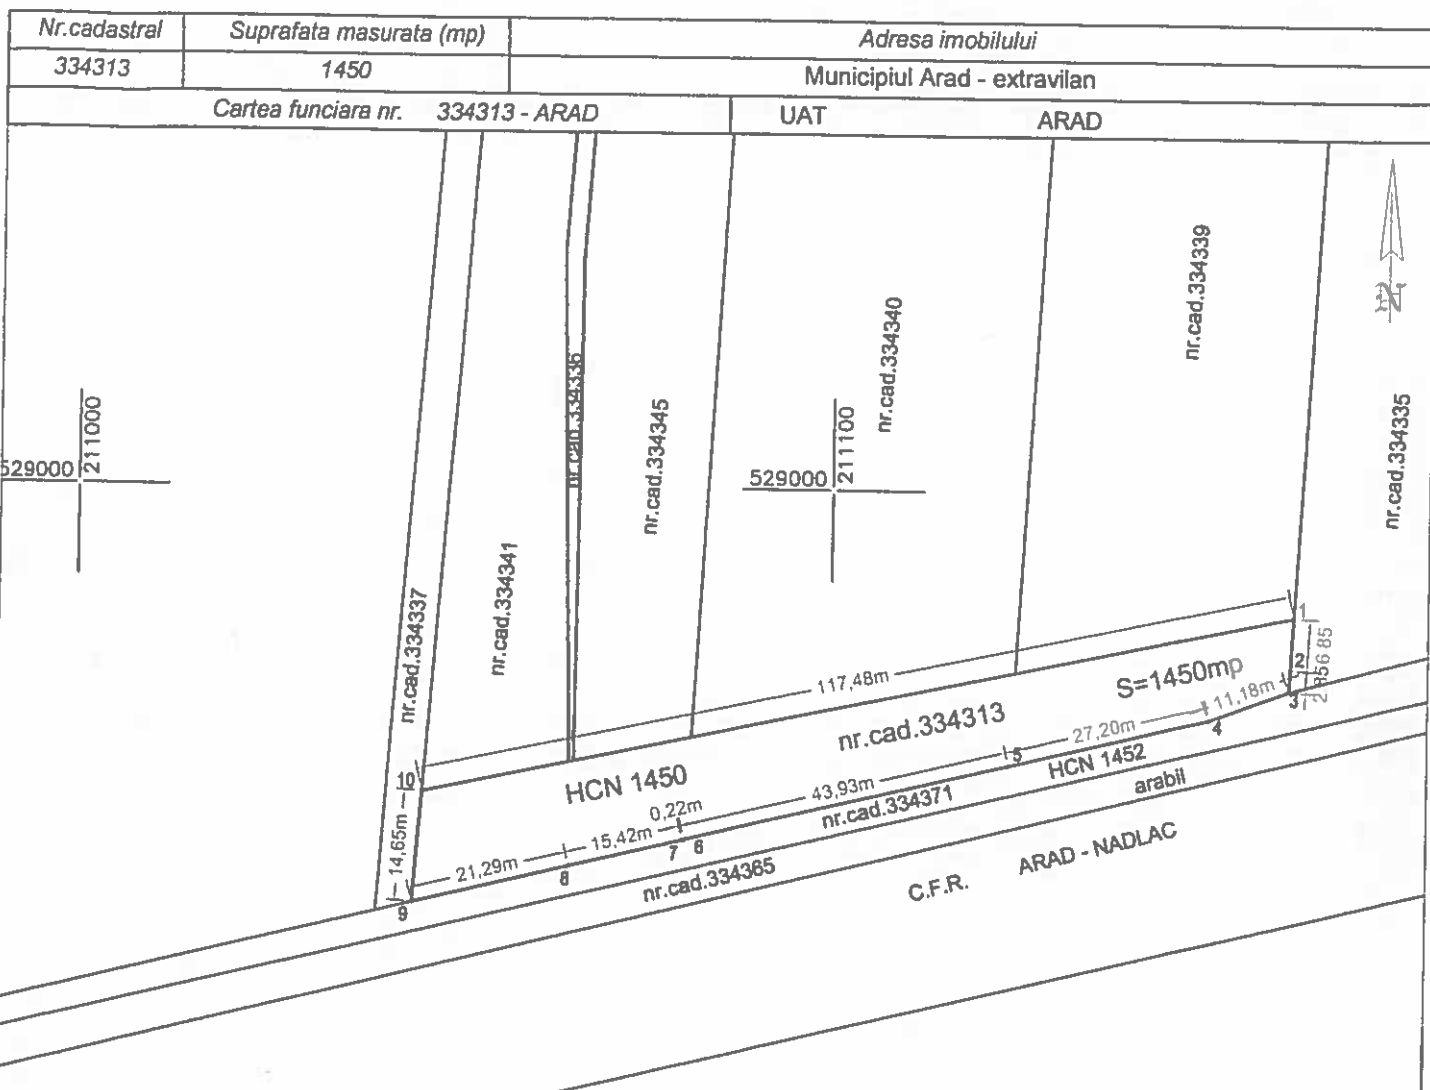 Nr.cadastral Suprafata masurata (mp) Adresa imobilului
334313 1450 Municipiul Arad - extravilan
Cartea funciara nr. 334313 - ARAD UAT ARAD
nr.cad.334339
nr.cad.334340
nr.cad.334336
nr.cad.334345
nr.cad.334335
211000
529000
211100
529000
nr.cad.334341
nr.cad.334337
1
2
6.85
117,48m
S=1450mp
11,18m
3
4
nr.cad.334313
27,20m
5
HCN 1452
10
HCN 1450
43,93m
arabil
0,22m
nr.cad.334371
14,65m
15,42m
7 6
21,29m
8
nr.cad.334365
ARAD - NADLAC
C.F.R.
9